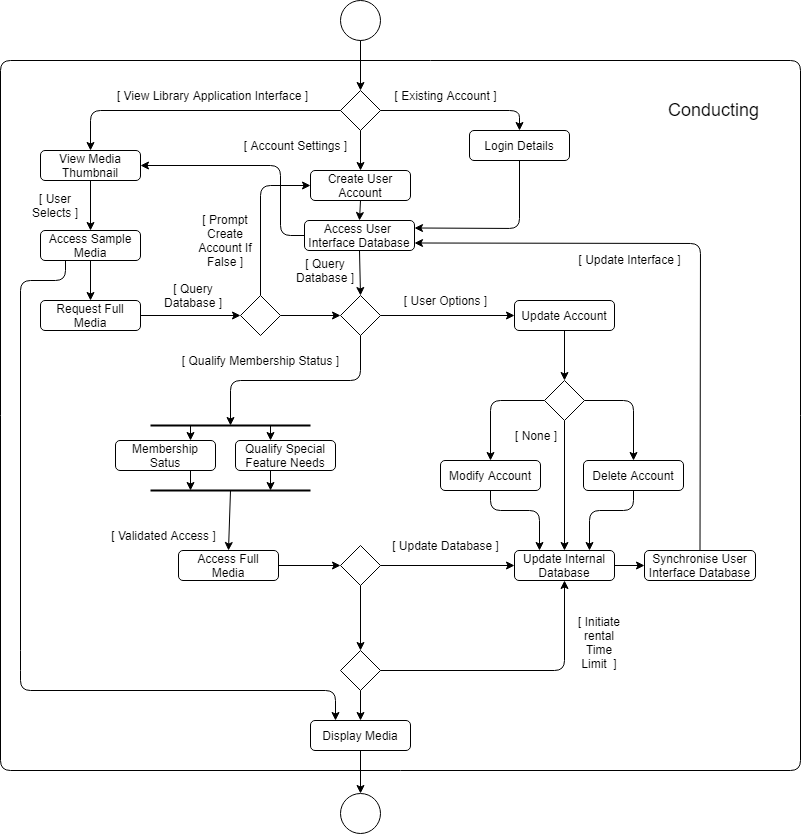 [ View Library Application Interface ]
[ Existing Account ]
Conducting
[ Account Settings ]
Login Details
View Media
Thumbnail
Create User
Account
[ User
Selects ]
[ Prompt
Create
Account If
False ]
Access User
Interface Database
Access Sample
Media
[ Query
Database ]
[ Update Interface ]
[ Query
Database ]
[ User Options ]
Request Full
Media
Update Account
[ Qualify Membership Status ]
[ None ]
Membership
Satus
Qualify Special
Feature Needs
Modify Account
Delete Account
[ Validated Access ]
[ Update Database ]
Access Full
Media
Update Internal
Database
Synchronise User
Interface Database
[ Initiate
rental
Time
Limit ]
Display Media